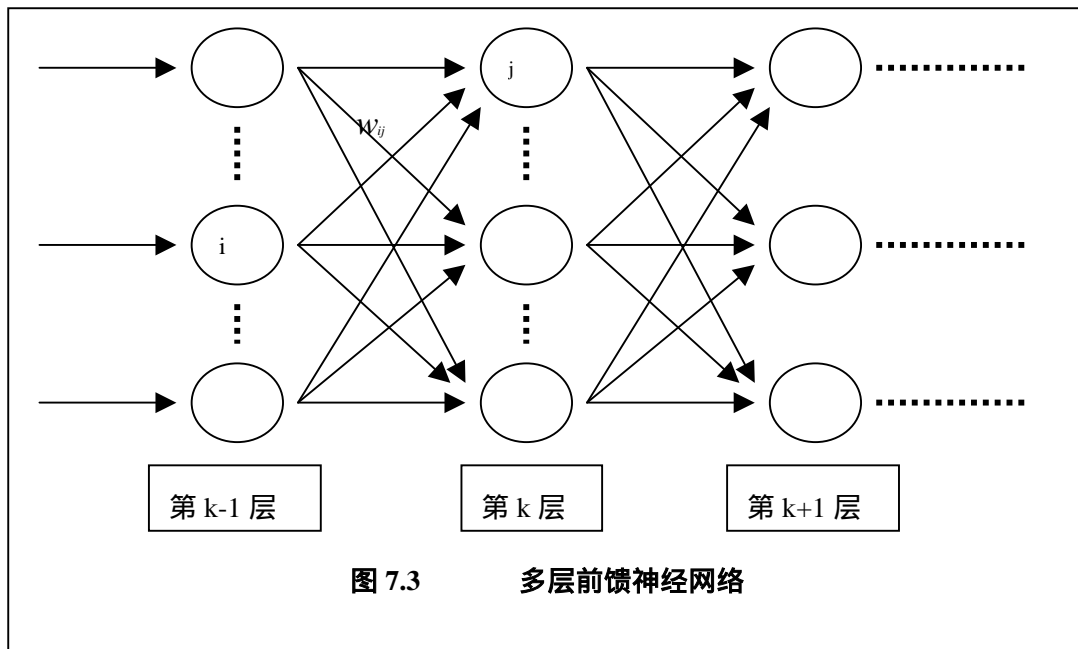 j
w_ij
i
第 k-1 层
第 k 层
第 k+1 层
图 7.3 多层前馈神经网络